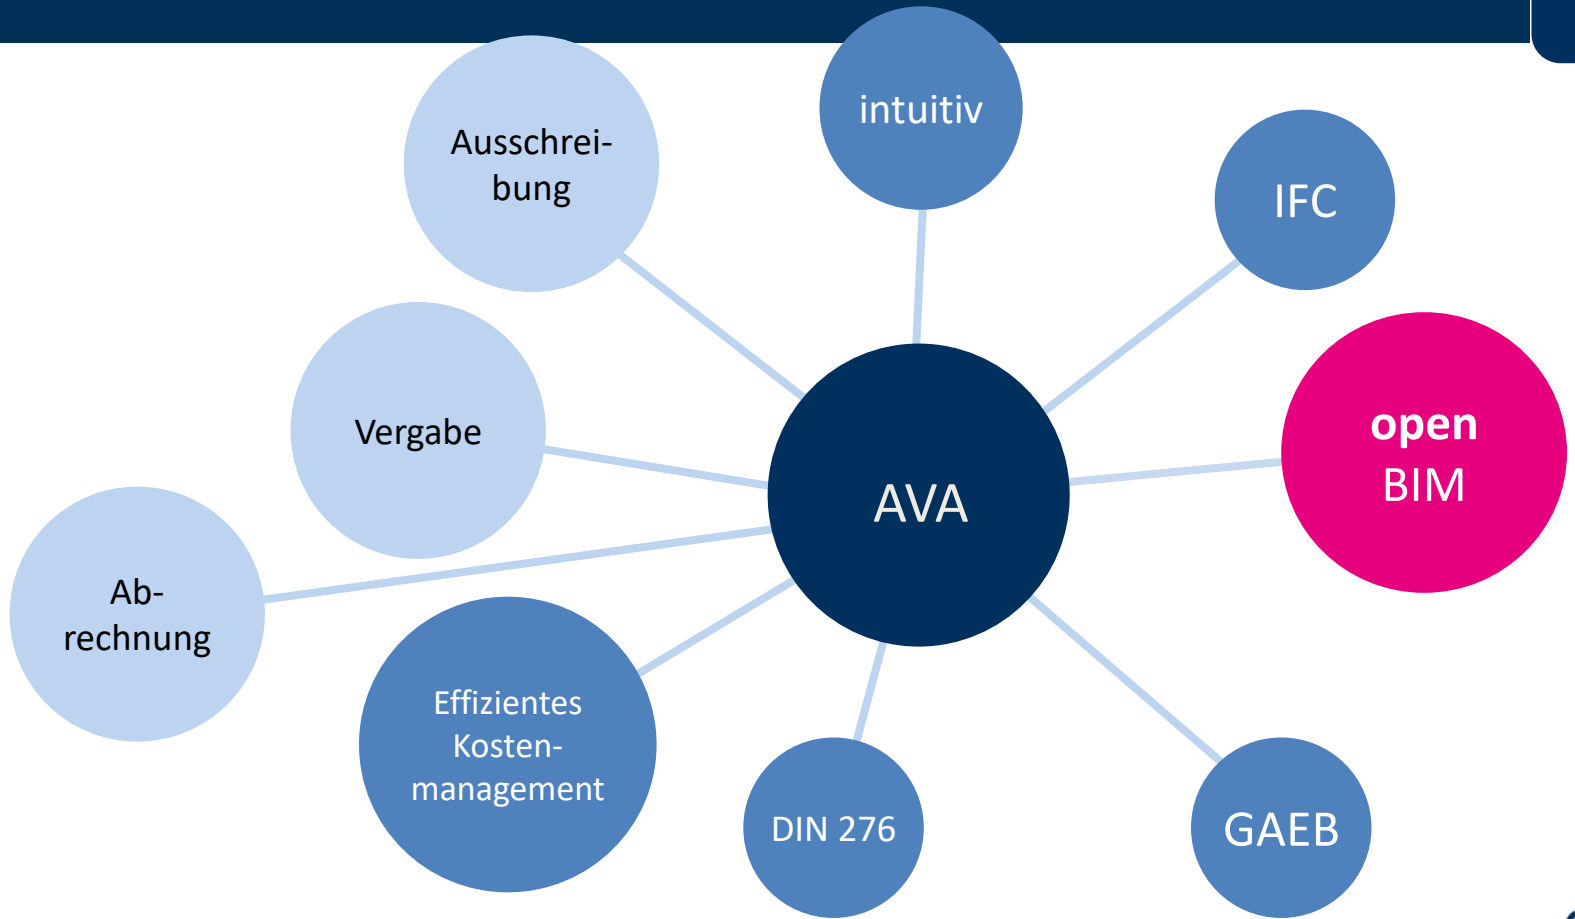 intuitiv
Ausschrei-
bung
IFC
Vergabe
open
BIM
AVA
Ab-
rechnung
Effizientes
Kosten-
management
DIN 276
GAEB